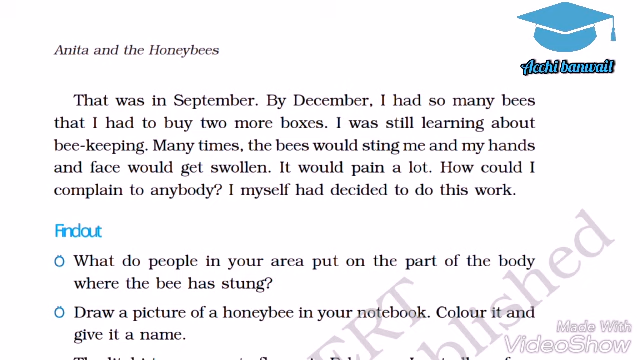 Anita and the Honeybees
Acchi banwait
That was in September. By December, I had so many bees
that I had to buy two more boxes. I was still learning about
bee-keeping. Many times, the bees would sting me and my hands
and face would get swollen. It would pain a lot. How could I
complain to anybody? I myself had decided to do this work.
Find out
What do people in your area put on the part of the body
where the bee has stung?
Draw a picture of a honeybee in your notebook. Colour it and
give it a name.
Made With
VideoShow